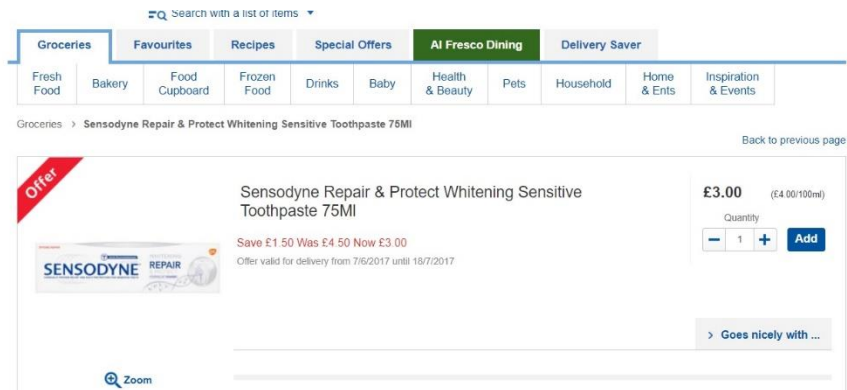 Search with a list of items
Groceries Favourites Recipes Special Offers Al Fresco Dining Delivery Saver
Fresh Food Bakery Food Cupboard Frozen Food Drinks Baby Health & Beauty Pets Household Home & Ents Inspiration & Events
Groceries > Sensodyne Repair & Protect Whitening Sensitive Toothpaste 75Ml
Back to previous page
Offer
Sensodyne Repair & Protect Whitening Sensitive
Toothpaste 75Ml
£3.00 (£4.00/100ml)
Quantity
1 Add
Save £1.50 Was £4.50 Now £3.00
Offer valid for delivery from 7/6/2017 until 18/7/2017
SENSODYNE REPAIR
> Goes nicely with ...
Zoom